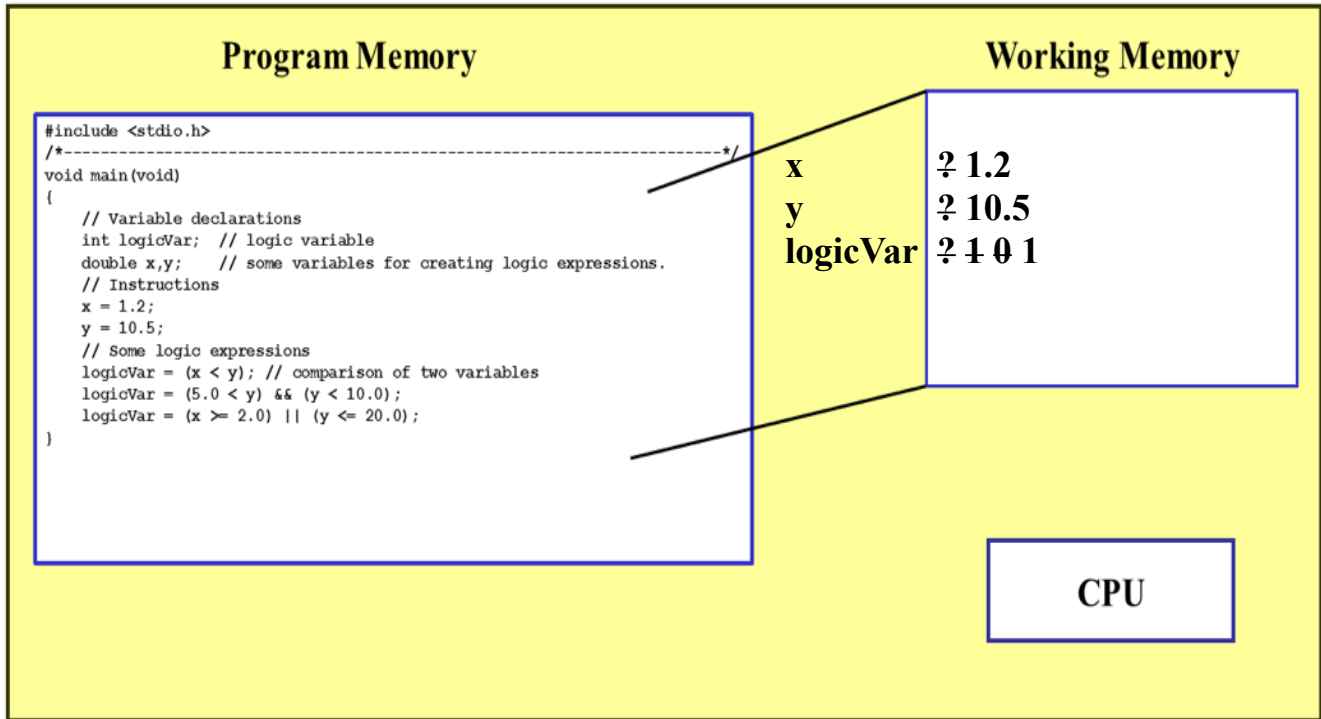 Program Memory
Working Memory
#include <stdio.h>
/*-----------------------------------------------------------------------*/
void main(void)
{
    // Variable declarations
    int logicVar;  // logic variable
    double x,y;    // some variables for creating logic expressions.
    // Instructions
    x = 1.2;
    y = 10.5;
    // Some logic expressions
    logicVar = (x < y); // comparison of two variables
    logicVar = (5.0 < y) && (y < 10.0);
    logicVar = (x >= 2.0) || (y <= 20.0);
}
x ? 1.2
y ? 10.5
logicVar ? 1 0 1
CPU